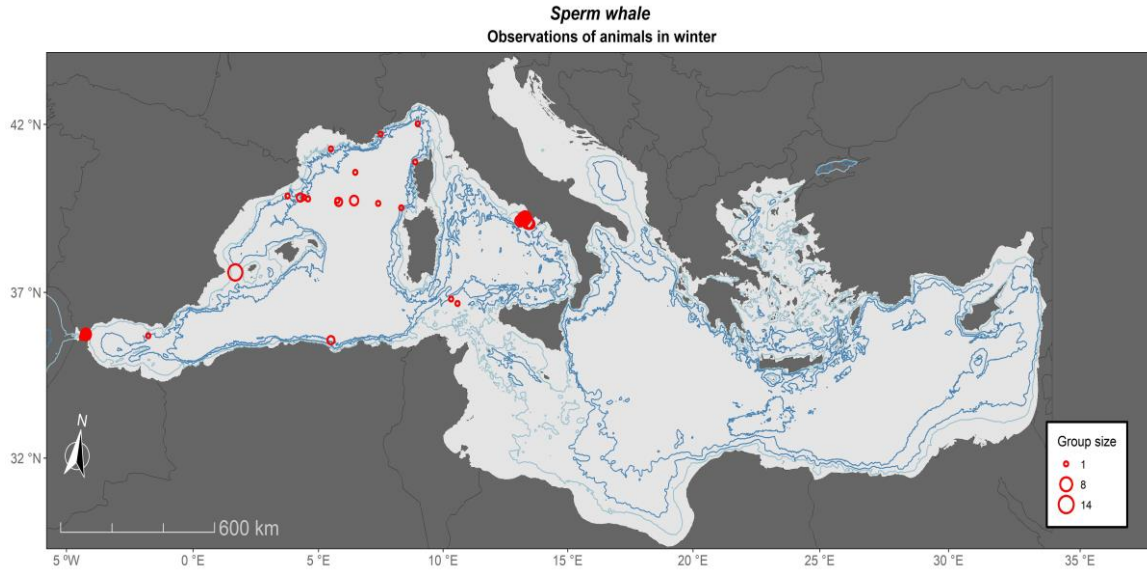 Sperm whale
Observations of animals in winter
42 °N
37 °N
32 °N
N
600 km
Group size
1
8
14
5 °W
0 °E
5 °E
10 °E
15 °E
20 °E
25 °E
30 °E
35 °E